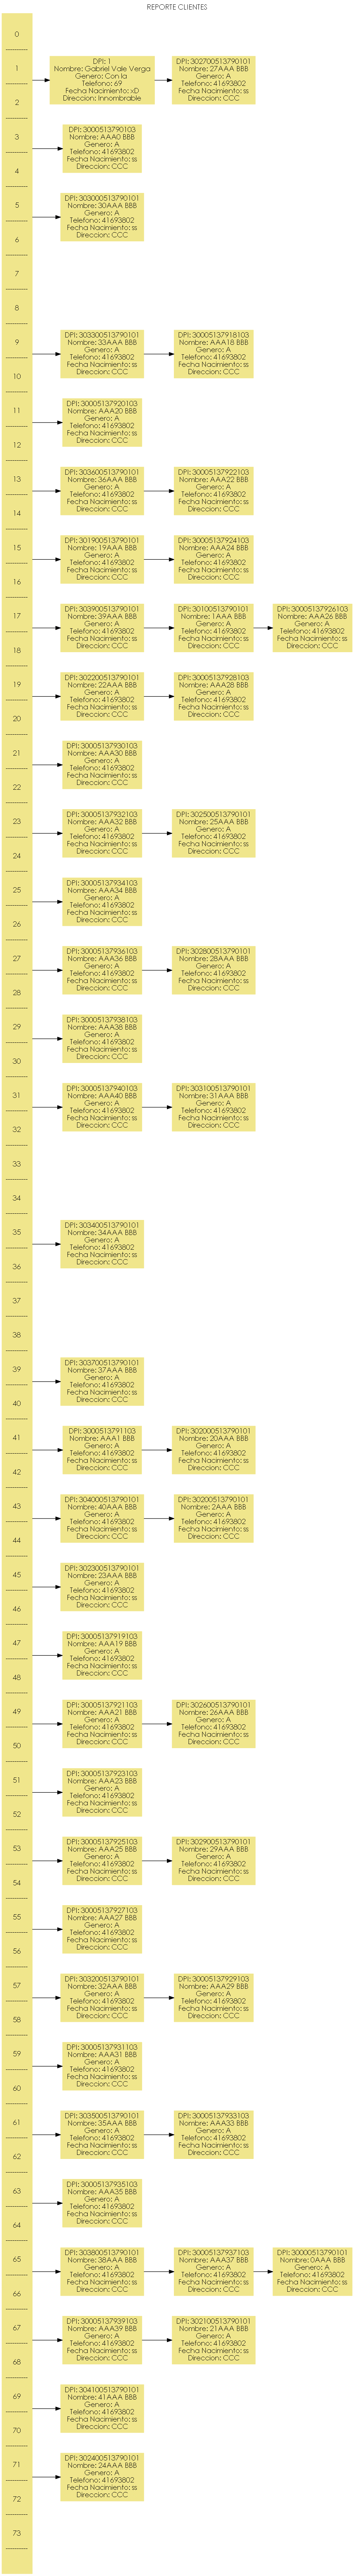 REPORTE CLIENTES
0
1
DPI: 1
Nombre: Gabriel Vale Verga
Genero: Con la
Telefono: 69
Fecha Nacimiento: xD
Direccion: Innombrable
DPI: 3027000513790101
Nombre: 27AAA BBB
Genero: A
Telefono: 41693802
Fecha Nacimiento: ss
Direccion: CCC
2
3
DPI: 3000513790103
Nombre: AAA0 BBB
Genero: A
Telefono: 41693802
Fecha Nacimiento: ss
Direccion: CCC
4
5
DPI: 3030005137 90101
Nombre: 30AAA BBB
Genero: A
Telefono: 41693802
Fecha Nacimiento: ss
Direccion: CCC
6
7
8
9
DPI: 303300513790101
Nombre: 33AAA BBB
Genero: A
Telefono: 41693802
Fecha Nacimiento: ss
Direccion: CCC
DPI: 30005137918103
Nombre: AAA18 BBB
Genero: A
Telefono: 41693802
Fecha Nacimiento: ss
Direccion: CCC
10
11
DPI: 30005137920103
Nombre: AAA20 BBB
Genero: A
Telefono: 41693802
Fecha Nacimiento: ss
Direccion: CCC
12
13
DPI: 303600513790101
Nombre: 36AAA BBB
Genero: A
Telefono: 41693802
Fecha Nacimiento: ss
Direccion: CCC
DPI: 30005137922103
Nombre: AAA22 BBB
Genero: A
Telefono: 41693802
Fecha Nacimiento: ss
Direccion: CCC
14
15
DPI: 301900513790101
Nombre: 19AAA BBB
Genero: A
Telefono: 41693802
Fecha Nacimiento: ss
Direccion: CCC
DPI: 30005137924103
Nombre: AAA24 BBB
Genero: A
Telefono: 41693802
Fecha Nacimiento: ss
Direccion: CCC
16
17
DPI: 303900513790101
Nombre: 39AAA BBB
Genero: A
Telefono: 41693802
Fecha Nacimiento: ss
Direccion: CCC
DPI: 30100513790101
Nombre: 1AAA BBB
Genero: A
Telefono: 41693802
Fecha Nacimiento: ss
Direccion: CCC
DPI: 30005137926103
Nombre: AAA26 BBB
Genero: A
Telefono: 41693802
Fecha Nacimiento: ss
Direccion: CCC
18
19
DPI: 302200513790101
Nombre: 22AAA BBB
Genero: A
Telefono: 41693802
Fecha Nacimiento: ss
Direccion: CCC
DPI: 30005137928103
Nombre: AAA28 BBB
Genero: A
Telefono: 41693802
Fecha Nacimiento: ss
Direccion: CCC
20
21
DPI: 30005137930103
Nombre: AAA30 BBB
Genero: A
Telefono: 41693802
Fecha Nacimiento: ss
Direccion: CCC
22
23
DPI: 30005137932103
Nombre: AAA32 BBB
Genero: A
Telefono: 41693802
Fecha Nacimiento: ss
Direccion: CCC
DPI: 302500513790101
Nombre: 25AAA BBB
Genero: A
Telefono: 41693802
Fecha Nacimiento: ss
Direccion: CCC
24
25
DPI: 30005137934103
Nombre: AAA34 BBB
Genero: A
Telefono: 41693802
Fecha Nacimiento: ss
Direccion: CCC
26
27
DPI: 30005137936103
Nombre: AAA36 BBB
Genero: A
Telefono: 41693802
Fecha Nacimiento: ss
Direccion: CCC
DPI: 302800513790101
Nombre: 28AAA BBB
Genero: A
Telefono: 41693802
Fecha Nacimiento: ss
Direccion: CCC
28
29
DPI: 30005137938103
Nombre: AAA38 BBB
Genero: A
Telefono: 41693802
Fecha Nacimiento: ss
Direccion: CCC
30
31
DPI: 30005137940103
Nombre: AAA40 BBB
Genero: A
Telefono: 41693802
Fecha Nacimiento: ss
Direccion: CCC
DPI: 303100513790101
Nombre: 31AAA BBB
Genero: A
Telefono: 41693802
Fecha Nacimiento: ss
Direccion: CCC
32
33
34
35
DPI: 303400513790101
Nombre: 34AAA BBB
Genero: A
Telefono: 41693802
Fecha Nacimiento: ss
Direccion: CCC
36
37
38
39
DPI: 303700513790101
Nombre: 37AAA BBB
Genero: A
Telefono: 41693802
Fecha Nacimiento: ss
Direccion: CCC
40
41
DPI: 3000513791103
Nombre: AAA1 BBB
Genero: A
Telefono: 41693802
Fecha Nacimiento: ss
Direccion: CCC
DPI: 302000513790101
Nombre: 20AAA BBB
Genero: A
Telefono: 41693802
Fecha Nacimiento: ss
Direccion: CCC
42
43
DPI: 304000513790101
Nombre: 40AAA BBB
Genero: A
Telefono: 41693802
Fecha Nacimiento: ss
Direccion: CCC
DPI: 30200513790101
Nombre: 2AAA BBB
Genero: A
Telefono: 41693802
Fecha Nacimiento: ss
Direccion: CCC
44
45
DPI: 302300513790101
Nombre: 23AAA BBB
Genero: A
Telefono: 41693802
Fecha Nacimiento: ss
Direccion: CCC
46
47
DPI: 30005137919103
Nombre: AAA19 BBB
Genero: A
Telefono: 41693802
Fecha Nacimiento: ss
Direccion: CCC
48
49
DPI: 30005137921103
Nombre: AAA21 BBB
Genero: A
Telefono: 41693802
Fecha Nacimiento: ss
Direccion: CCC
DPI: 302600513790101
Nombre: 26AAA BBB
Genero: A
Telefono: 41693802
Fecha Nacimiento: ss
Direccion: CCC
50
51
DPI: 30005137923103
Nombre: AAA23 BBB
Genero: A
Telefono: 41693802
Fecha Nacimiento: ss
Direccion: CCC
52
53
DPI: 30005137925103
Nombre: AAA25 BBB
Genero: A
Telefono: 41693802
Fecha Nacimiento: ss
Direccion: CCC
DPI: 302900513790101
Nombre: 29AAA BBB
Genero: A
Telefono: 41693802
Fecha Nacimiento: ss
Direccion: CCC
54
55
DPI: 30005137927103
Nombre: AAA27 BBB
Genero: A
Telefono: 41693802
Fecha Nacimiento: ss
Direccion: CCC
56
57
DPI: 303200513790101
Nombre: 32AAA BBB
Genero: A
Telefono: 41693802
Fecha Nacimiento: ss
Direccion: CCC
DPI: 30005137929103
Nombre: AAA29 BBB
Genero: A
Telefono: 41693802
Fecha Nacimiento: ss
Direccion: CCC
58
59
DPI: 30005137931103
Nombre: AAA31 BBB
Genero: A
Telefono: 41693802
Fecha Nacimiento: ss
Direccion: CCC
60
61
DPI: 303500513790101
Nombre: 35AAA BBB
Genero: A
Telefono: 41693802
Fecha Nacimiento: ss
Direccion: CCC
DPI: 30005137933103
Nombre: AAA33 BBB
Genero: A
Telefono: 41693802
Fecha Nacimiento: ss
Direccion: CCC
62
63
DPI: 30005137935103
Nombre: AAA35 BBB
Genero: A
Telefono: 41693802
Fecha Nacimiento: ss
Direccion: CCC
64
65
DPI: 303800513790101
Nombre: 38AAA BBB
Genero: A
Telefono: 41693802
Fecha Nacimiento: ss
Direccion: CCC
DPI: 30005137937103
Nombre: AAA37 BBB
Genero: A
Telefono: 41693802
Fecha Nacimiento: ss
Direccion: CCC
DPI: 30000513790101
Nombre: 0AAA BBB
Genero: A
Telefono: 41693802
Fecha Nacimiento: ss
Direccion: CCC
66
67
DPI: 30005137939103
Nombre: AAA39 BBB
Genero: A
Telefono: 41693802
Fecha Nacimiento: ss
Direccion: CCC
DPI: 302100513790101
Nombre: 21AAA BBB
Genero: A
Telefono: 41693802
Fecha Nacimiento: ss
Direccion: CCC
68
69
DPI: 304100513790101
Nombre: 41AAA BBB
Genero: A
Telefono: 41693802
Fecha Nacimiento: ss
Direccion: CCC
70
71
DPI: 302400513790101
Nombre: 24AAA BBB
Genero: A
Telefono: 41693802
Fecha Nacimiento: ss
Direccion: CCC
72
73